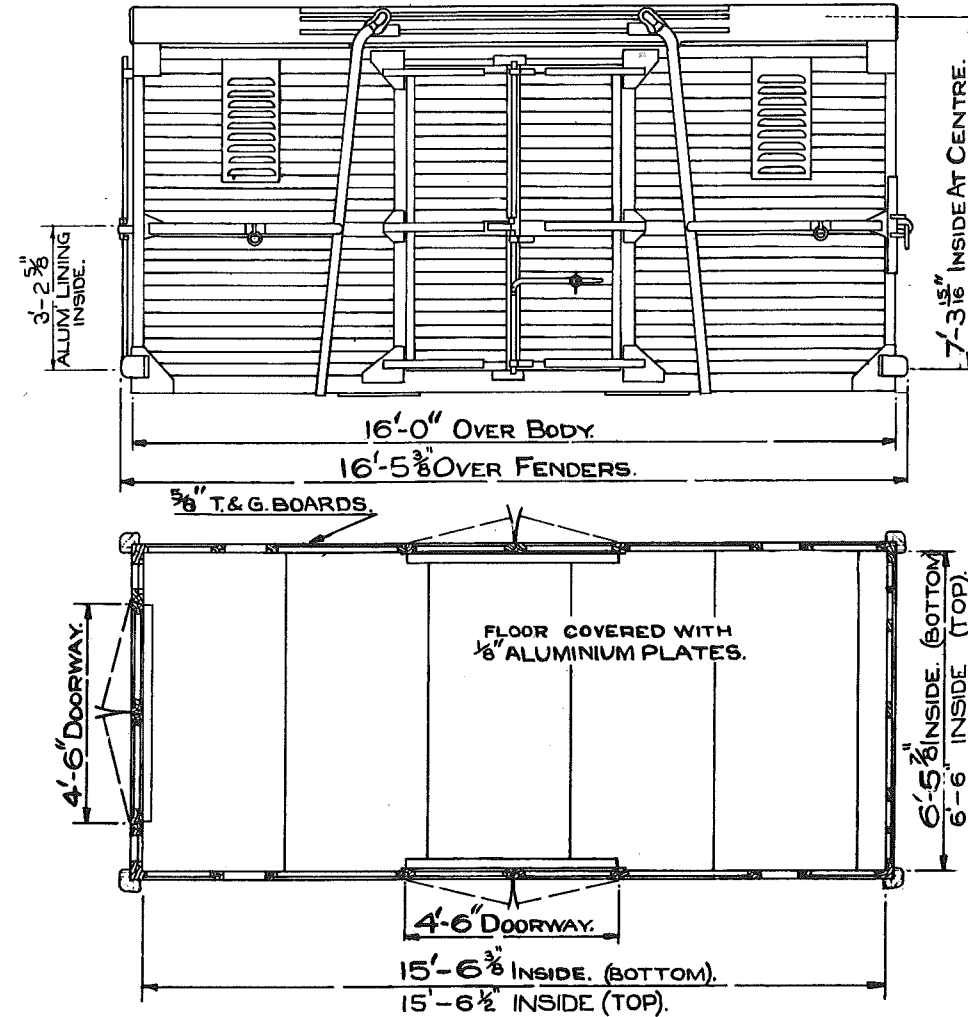 7'-3 15/16" INSIDE AT CENTRE.
3'-2 5/8"
ALUM LINING
INSIDE.
16'-0" OVER BODY.
16'-5 3/8" OVER FENDERS.
5/8" T.& G. BOARDS.
FLOOR COVERED WITH
1/8" ALUMINIUM PLATES.
4'-6" DOORWAY.
6'-5 7/8" INSIDE. (BOTTOM)
6'-6" INSIDE (TOP).
4'-6" DOORWAY.
15'-6 3/8" INSIDE. (BOTTOM).
15'-6 1/2" INSIDE (TOP).